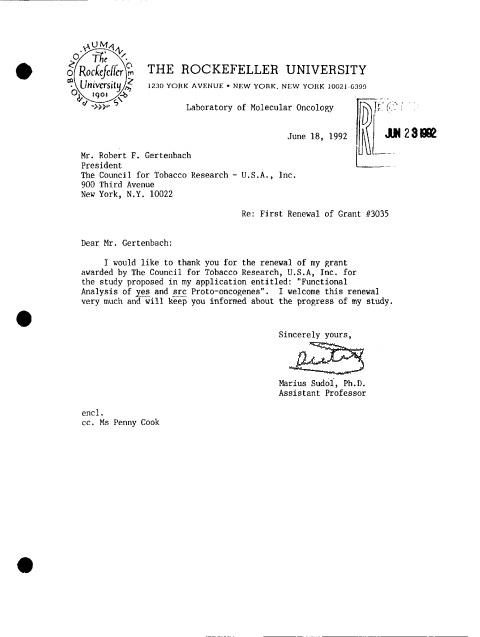 PRO · BONO · HUMANI · GENERIS
The
Rockefeller
University
1901
THE ROCKEFELLER UNIVERSITY
1230 YORK AVENUE • NEW YORK, NEW YORK 10021-6399
Laboratory of Molecular Oncology
June 18, 1992
JUN 23 1992
Mr. Robert F. Gertenbach
President
The Council for Tobacco Research - U.S.A., Inc.
900 Third Avenue
New York, N.Y. 10022
Re: First Renewal of Grant #3035
Dear Mr. Gertenbach:
I would like to thank you for the renewal of my grant
awarded by The Council for Tobacco Research, U.S.A, Inc. for
the study proposed in my application entitled: "Functional
Analysis of yes and src Proto-oncogenes". I welcome this renewal
very much and will keep you informed about the progress of my study.
Sincerely yours,
Marius Sudol, Ph.D.
Assistant Professor
encl.
cc. Ms Penny Cook